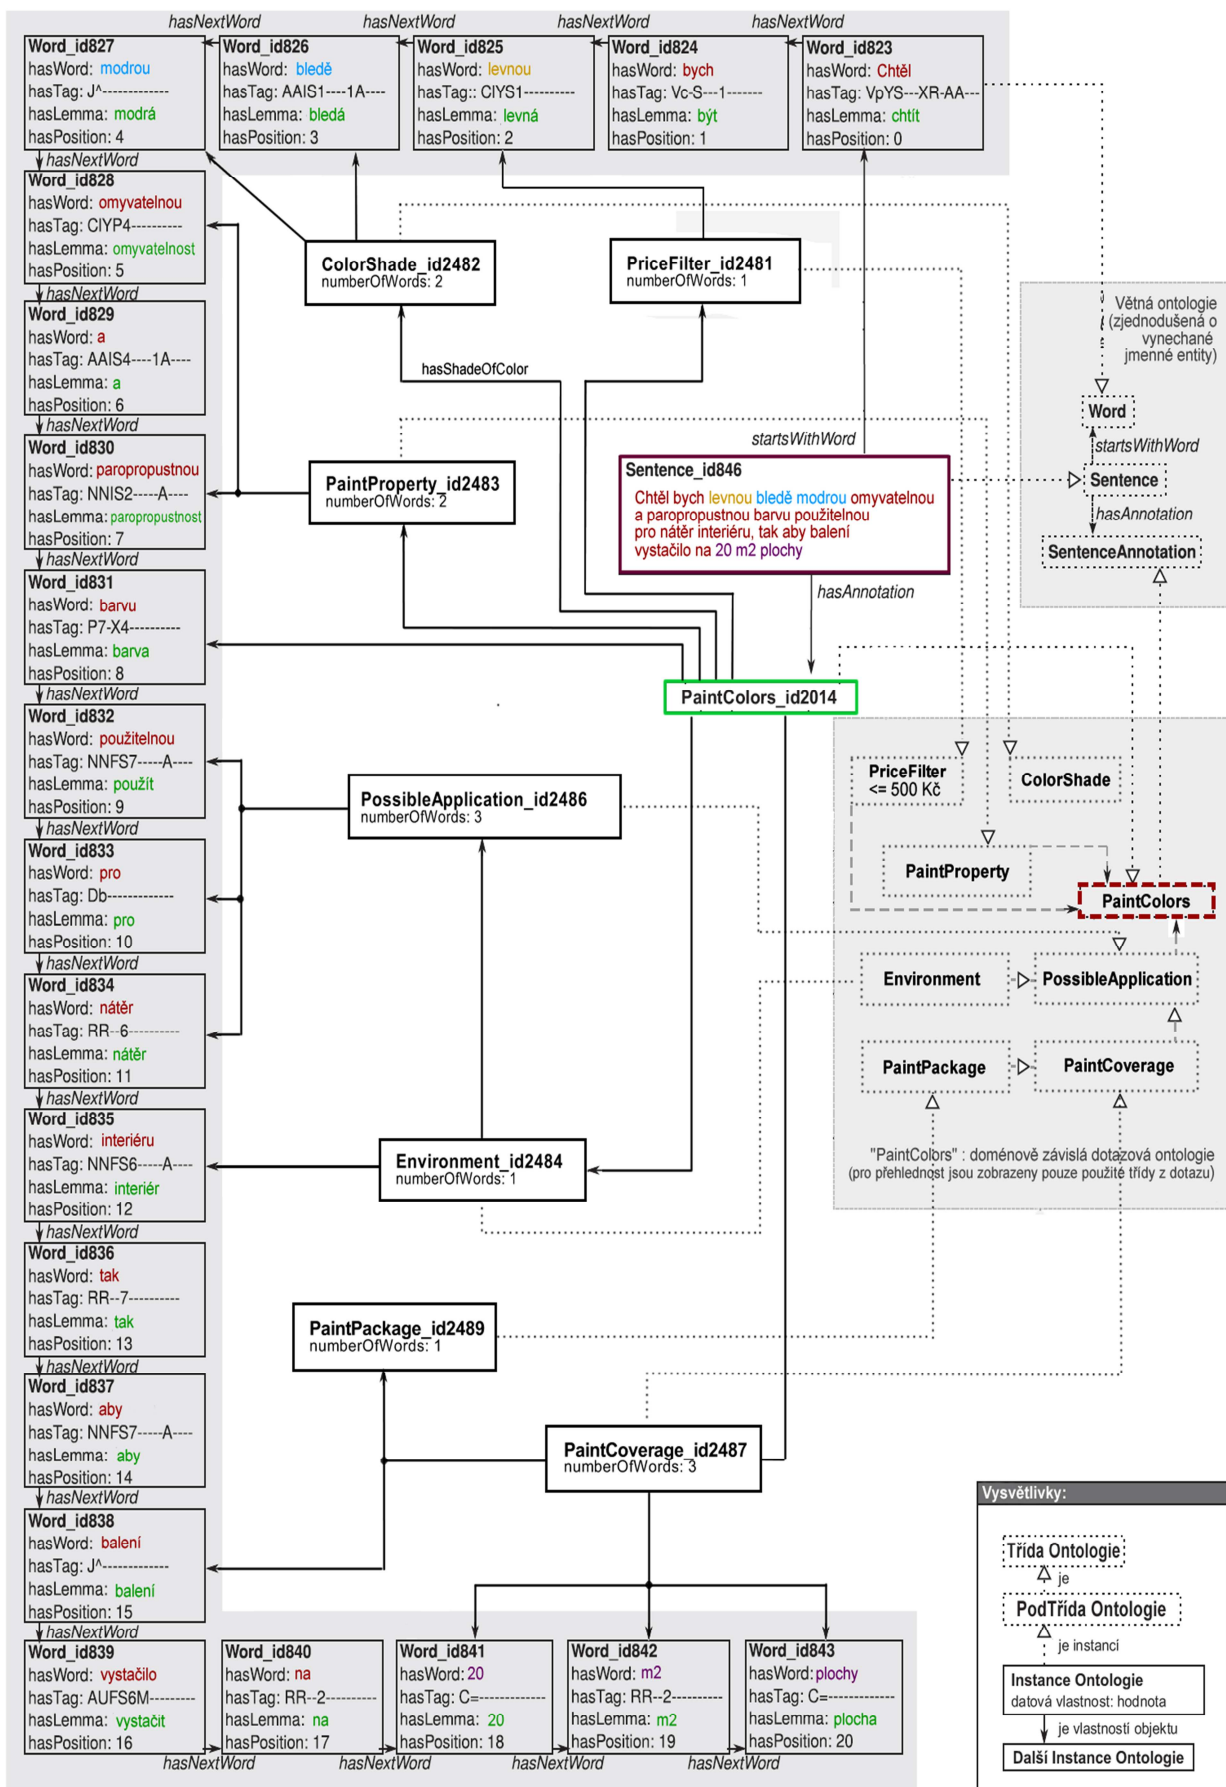 hasNextWord hasNextWord hasNextWord hasNextWord
Word_id827
hasWord: modrou
hasTag: J^-------------
hasLemma: modrá
hasPosition: 4
Word_id826
hasWord: bledě
hasTag: AAIS1----1A----
hasLemma: bledá
hasPosition: 3
Word_id825
hasWord: levnou
hasTag:: ClYS1----------
hasLemma: levná
hasPosition: 2
Word_id824
hasWord: bych
hasTag: Vc-S---1-------
hasLemma: být
hasPosition: 1
Word_id823
hasWord: Chtěl
hasTag: VpYS---XR-AA---
hasLemma: chtít
hasPosition: 0
hasNextWord
Word_id828
hasWord: omyvatelnou
hasTag: ClYP4----------
hasLemma: omyvatelnost
hasPosition: 5
hasNextWord
Word_id829
hasWord: a
hasTag: AAIS4----1A----
hasLemma: a
hasPosition: 6
hasNextWord
Word_id830
hasWord: paropropustnou
hasTag: NNIS2-----A----
hasLemma: paropropustnost
hasPosition: 7
hasNextWord
Word_id831
hasWord: barvu
hasTag: P7-X4----------
hasLemma: barva
hasPosition: 8
hasNextWord
Word_id832
hasWord: použitelnou
hasTag: NNFS7-----A----
hasLemma: použít
hasPosition: 9
hasNextWord
Word_id833
hasWord: pro
hasTag: Db-------------
hasLemma: pro
hasPosition: 10
hasNextWord
Word_id834
hasWord: nátěr
hasTag: RR--6----------
hasLemma: nátěr
hasPosition: 11
hasNextWord
Word_id835
hasWord: interiéru
hasTag: NNFS6-----A----
hasLemma: interiér
hasPosition: 12
hasNextWord
Word_id836
hasWord: tak
hasTag: RR--7----------
hasLemma: tak
hasPosition: 13
hasNextWord
Word_id837
hasWord: aby
hasTag: NNFS7-----A----
hasLemma: aby
hasPosition: 14
hasNextWord
Word_id838
hasWord: balení
hasTag: J^-------------
hasLemma: balení
hasPosition: 15
hasNextWord
Word_id839
hasWord: vystačilo
hasTag: AUFS6M---------
hasLemma: vystačit
hasPosition: 16
Word_id840
hasWord: na
hasTag: RR--2----------
hasLemma: na
hasPosition: 17
Word_id841
hasWord: 20
hasTag: C=-------------
hasLemma: 20
hasPosition: 18
Word_id842
hasWord: m2
hasTag: RR--2----------
hasLemma: m2
hasPosition: 19
Word_id843
hasWord: plochy
hasTag: C=-------------
hasLemma: plocha
hasPosition: 20
hasNextWord hasNextWord hasNextWord hasNextWord
ColorShade_id2482
numberOfWords: 2
PriceFilter_id2481
numberOfWords: 1
hasShadeOfColor
PaintProperty_id2483
numberOfWords: 2
startsWithWord
Sentence_id846
Chtěl bych levnou bledě modrou omyvatelnou
a paropropustnou barvu použitelnou
pro nátěr interiéru, tak aby balení
vystačilo na 20 m2 plochy
hasAnnotation
PaintColors_id2014
PossibleApplication_id2486
numberOfWords: 3
Environment_id2484
numberOfWords: 1
PaintPackage_id2489
numberOfWords: 1
PaintCoverage_id2487
numberOfWords: 3
Větná ontologie
(zjednodušená o
vynechané
jmenné entity)
Word
startsWithWord
Sentence
hasAnnotation
SentenceAnnotation
PriceFilter
<= 500 Kč
ColorShade
PaintProperty
PaintColors
Environment
PossibleApplication
PaintPackage
PaintCoverage
"PaintColors" : doménově závislá dotazová ontologie
(pro přehlednost jsou zobrazeny pouze použité třídy z dotazu)
Vysvětlivky:
Třída Ontologie
je
PodTřída Ontologie
je instancí
Instance Ontologie
datová vlastnost: hodnota
je vlastností objektu
Další Instance Ontologie